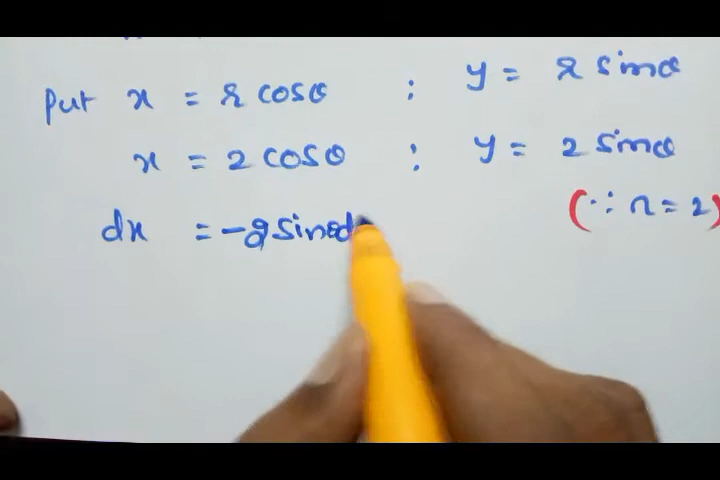 Put x = r cosθ : y = r sinθ
x = 2 cosθ : y = 2 sinθ
(∵ r = 2)
dx = -2 sinθ d